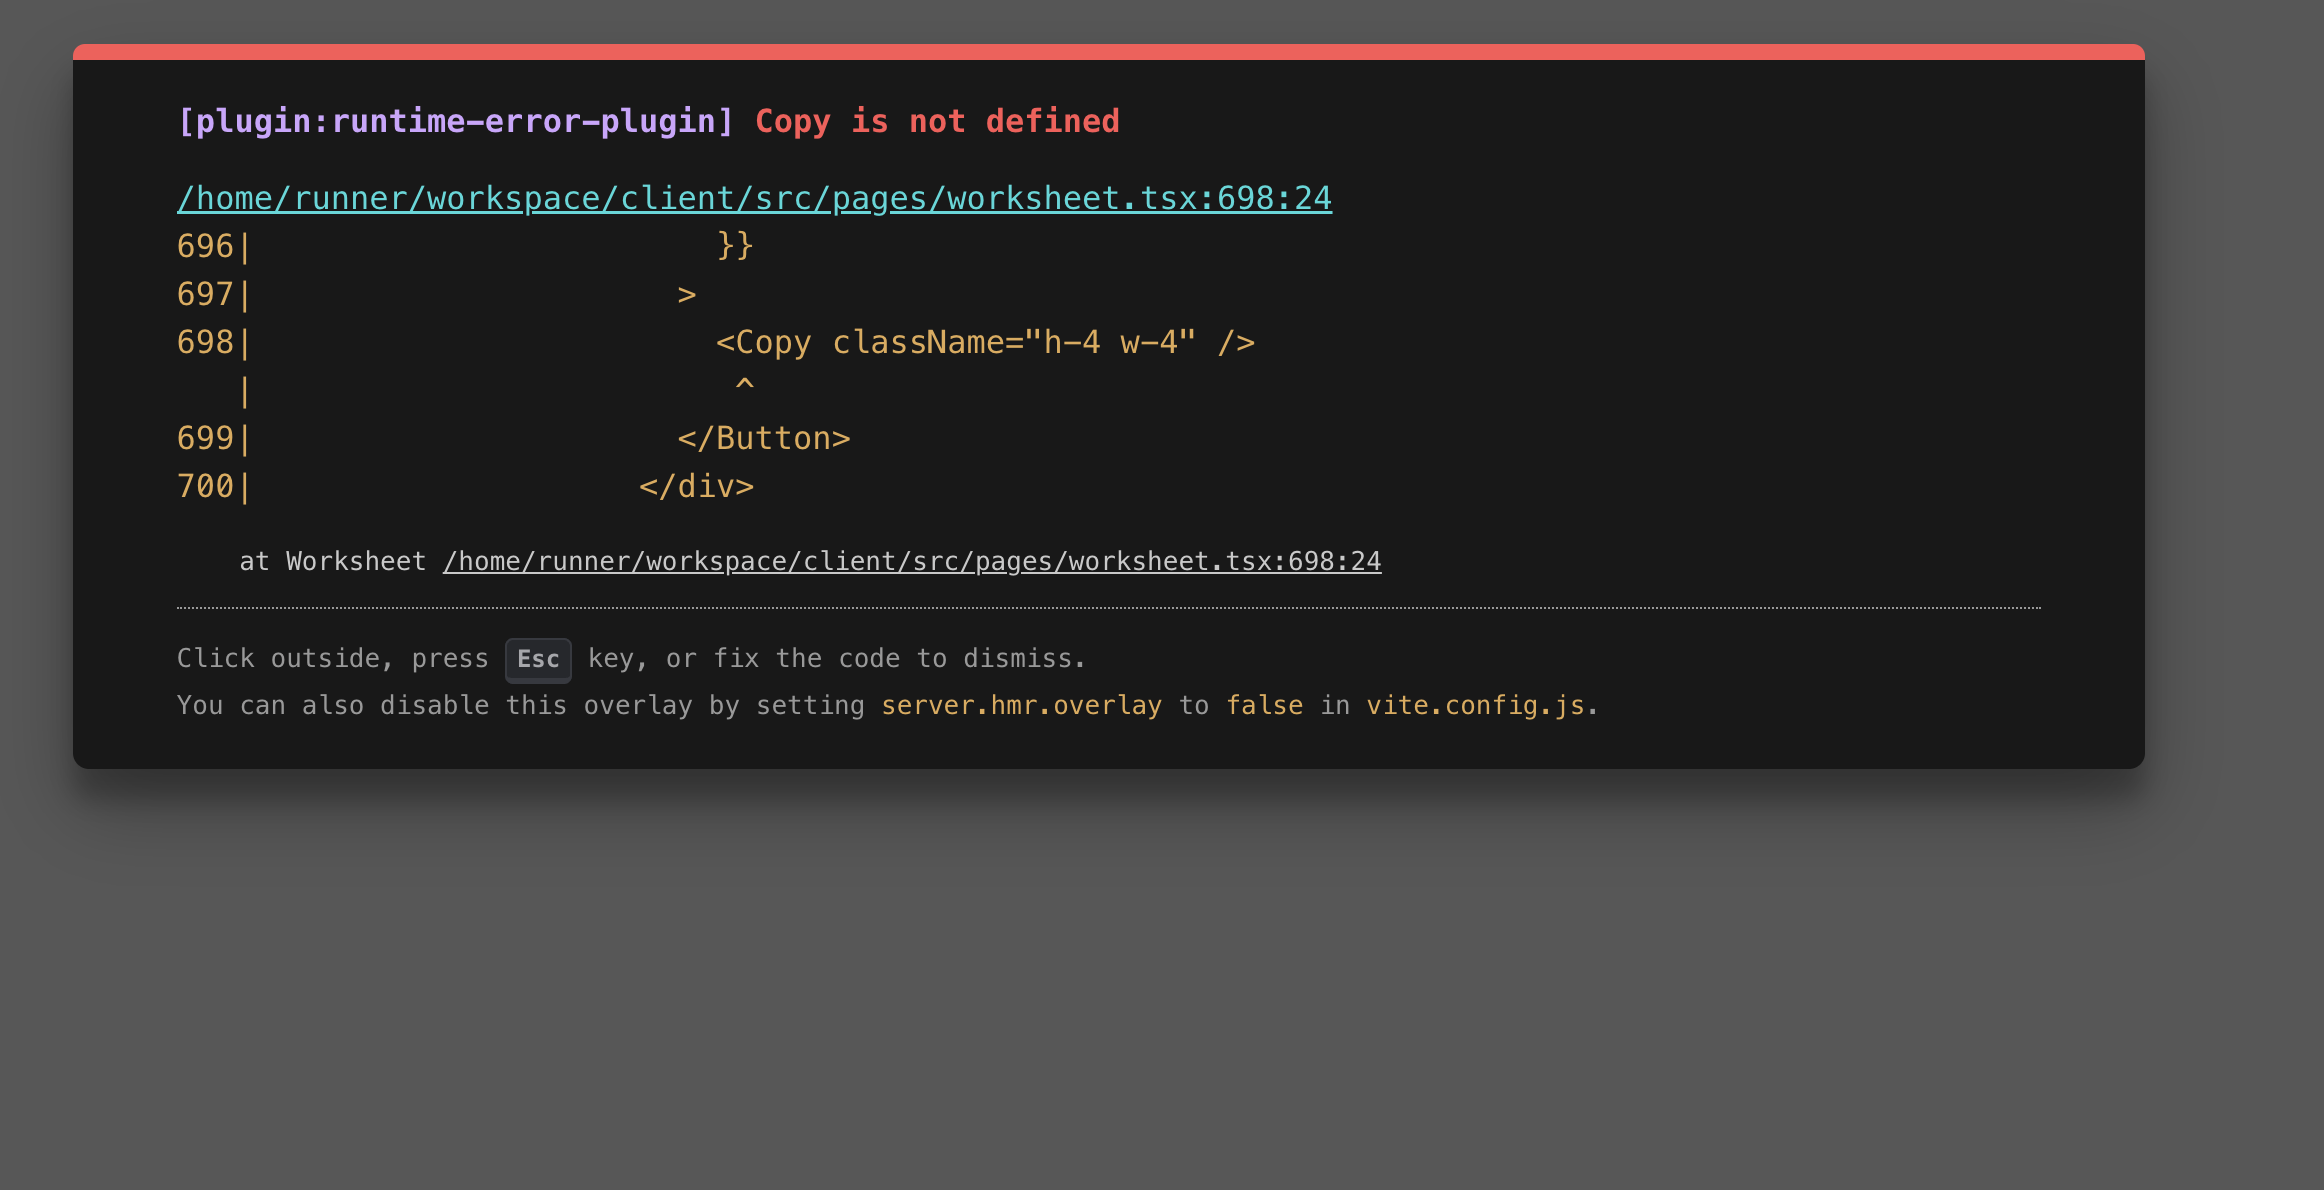 [plugin:runtime-error-plugin] Copy is not defined
/home/runner/workspace/client/src/pages/worksheet.tsx:698:24
696|                        }}
697|                      >
698|                        <Copy className="h-4 w-4" />
   |                         ^
699|                      </Button>
700|                    </div>
    at Worksheet /home/runner/workspace/client/src/pages/worksheet.tsx:698:24
Click outside, press Esc key, or fix the code to dismiss.
You can also disable this overlay by setting server.hmr.overlay to false in vite.config.js.